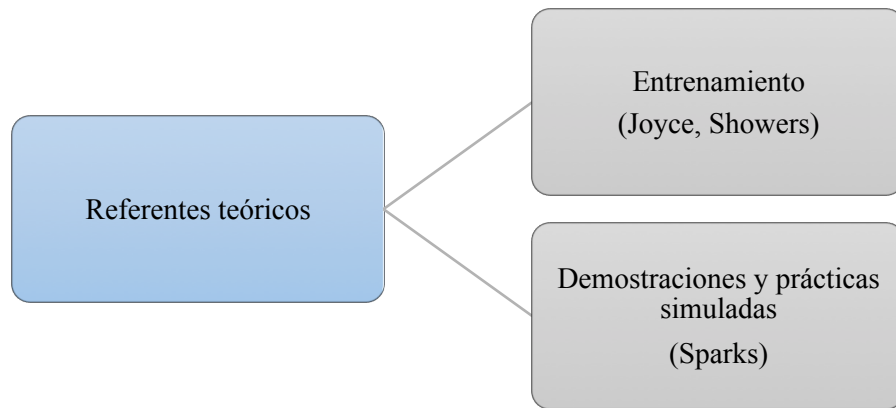 Referentes teóricos
Entrenamiento
(Joyce, Showers)
Demostraciones y prácticas
simuladas
(Sparks)